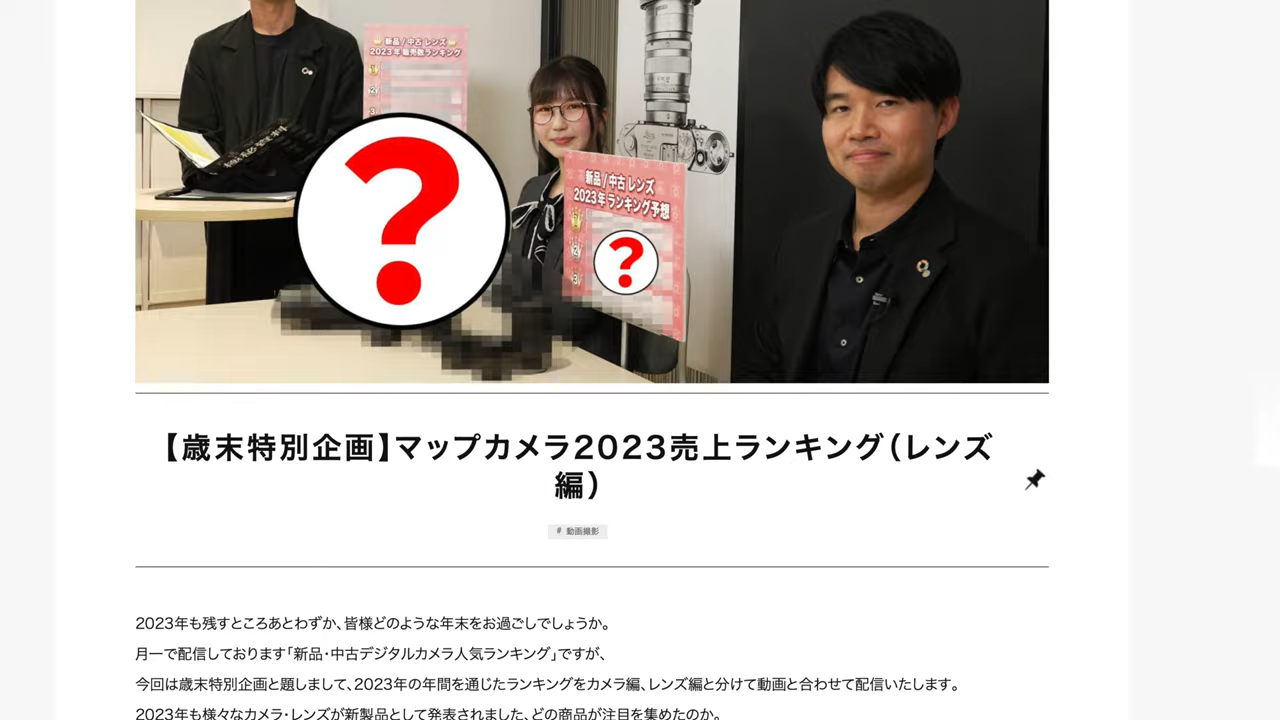 新品/中古 レンズ
2023年 販売数ランキング
1
2
3
Leica
新品/中古 レンズ
2023年 ランキング予想
1
2
3
?
?
【歳末特別企画】マップカメラ2023売上ランキング(レンズ
編)
# 動画撮影
2023年も残すところあとわずか、皆様どのような年末をお過ごしでしょうか。
月一で配信しております「新品・中古デジタルカメラ人気ランキング」ですが、
今回は歳末特別企画と題しまして、2023年の年間を通じたランキングをカメラ編、レンズ編と分けて動画と合わせて配信いたします。
2023年も様々なカメラ・レンズが新製品として発表されました、どの商品が注目を集めたのか。